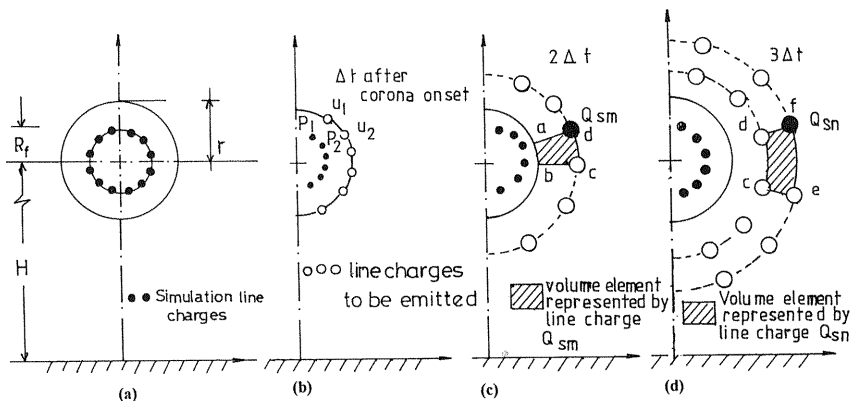 R_f
r
H
●● Simulation line
charges
(a)
Δt after
corona onset
u_1
P_1
P_2
u_2
○○○ line charges
to be emitted
(b)
2Δt
Q_sm
a
d
b
c
volume element
represented by
line charge
Q_sm
(c)
3Δt
f
Q_sn
d
c
e
Volume element
represented by
line charge Q_sn
(d)